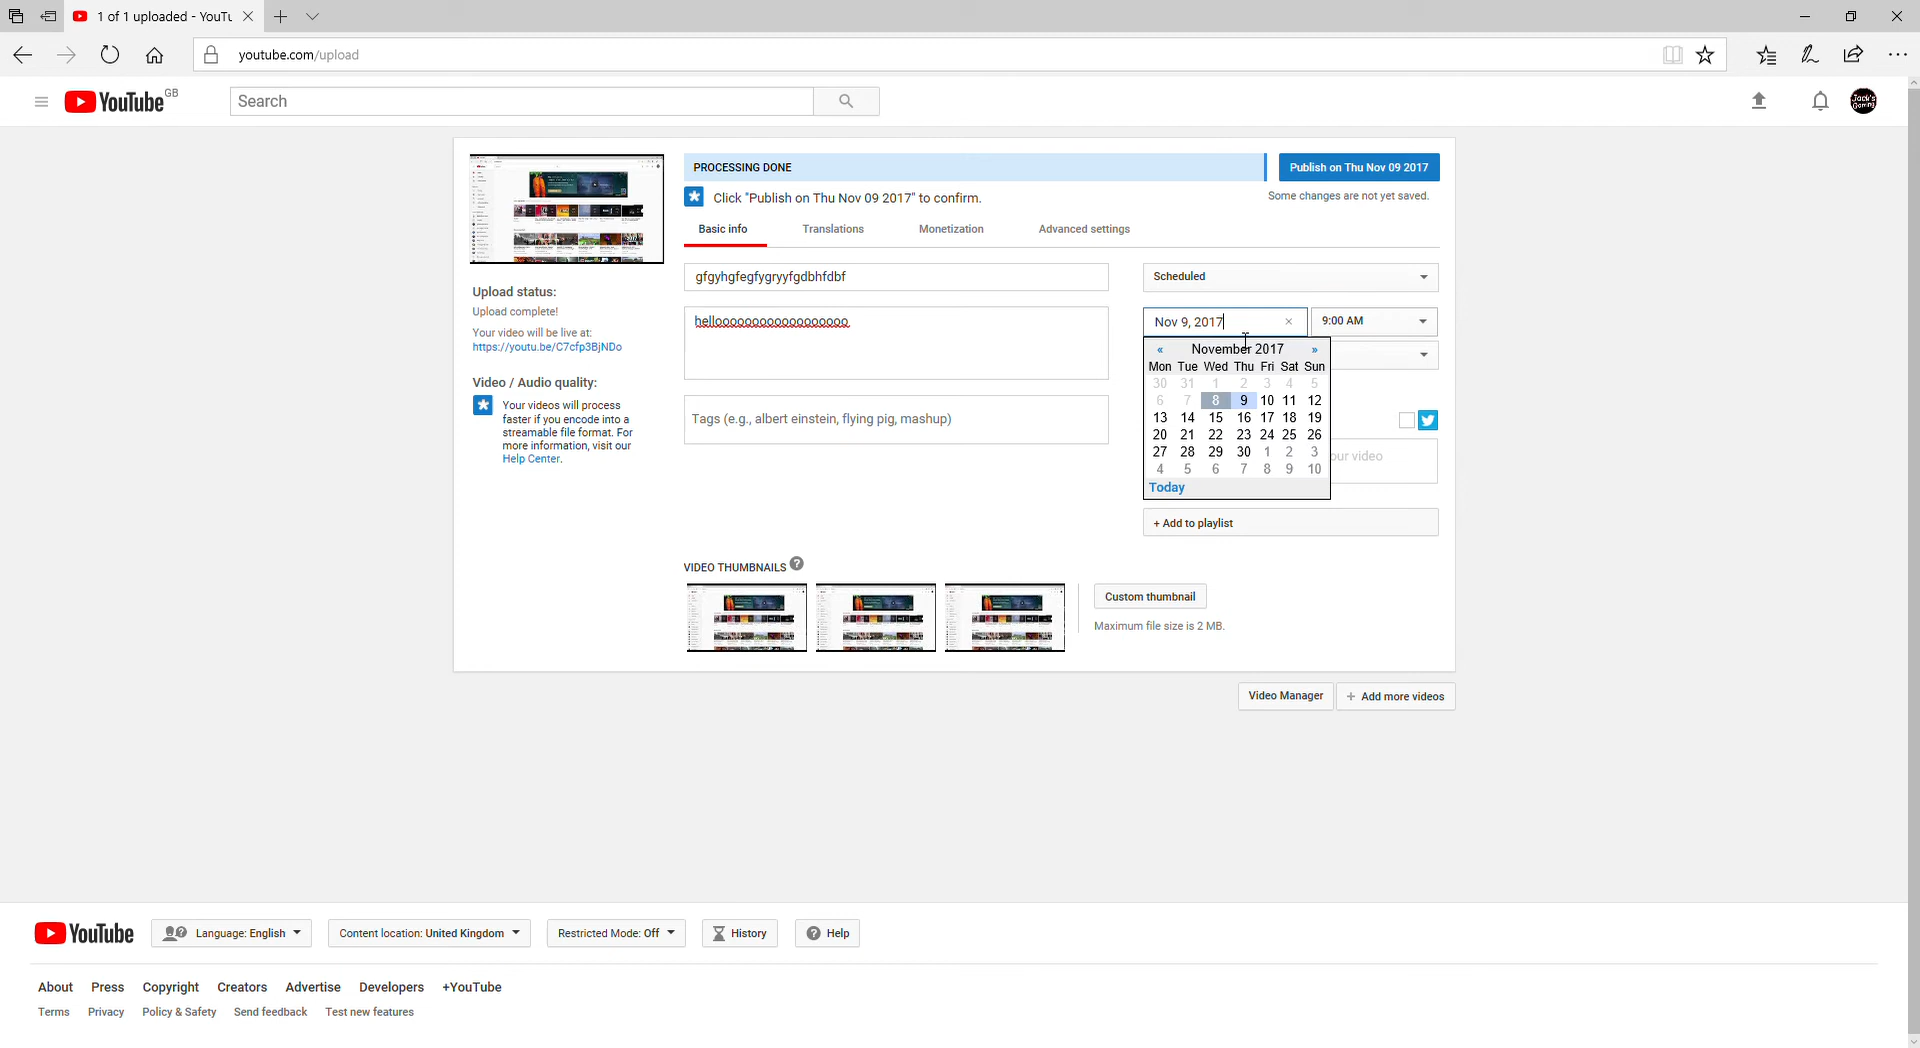 1 of 1 uploaded - YouTu
youtube.com/upload
YouTube GB
Search
Jack's Gaming
PROCESSING DONE
Publish on Thu Nov 09 2017
Click "Publish on Thu Nov 09 2017" to confirm.
Some changes are not yet saved.
Basic info Translations Monetization Advanced settings
Upload status:
Upload complete!
Your video will be live at:
https://youtu.be/C7cfp3BjNDo
Video / Audio quality:
Your videos will process
faster if you encode into a
streamable file format. For
more information, visit our
Help Center.
gfgyhgfegfygryyfgdbhfdbf
hellooooooooooooooooooo
Tags (e.g., albert einstein, flying pig, mashup)
Scheduled
Nov 9, 2017 × 9:00 AM
« November 2017 »
Mon Tue Wed Thu Fri Sat Sun
30 31 1 2 3 4 5
6 7 8 9 10 11 12
13 14 15 16 17 18 19
20 21 22 23 24 25 26
27 28 29 30 1 2 3
4 5 6 7 8 9 10
Today
our video
+ Add to playlist
VIDEO THUMBNAILS ?
Custom thumbnail
Maximum file size is 2 MB.
Video Manager + Add more videos
YouTube Language: English Content location: United Kingdom Restricted Mode: Off History Help
About Press Copyright Creators Advertise Developers +YouTube
Terms Privacy Policy & Safety Send feedback Test new features